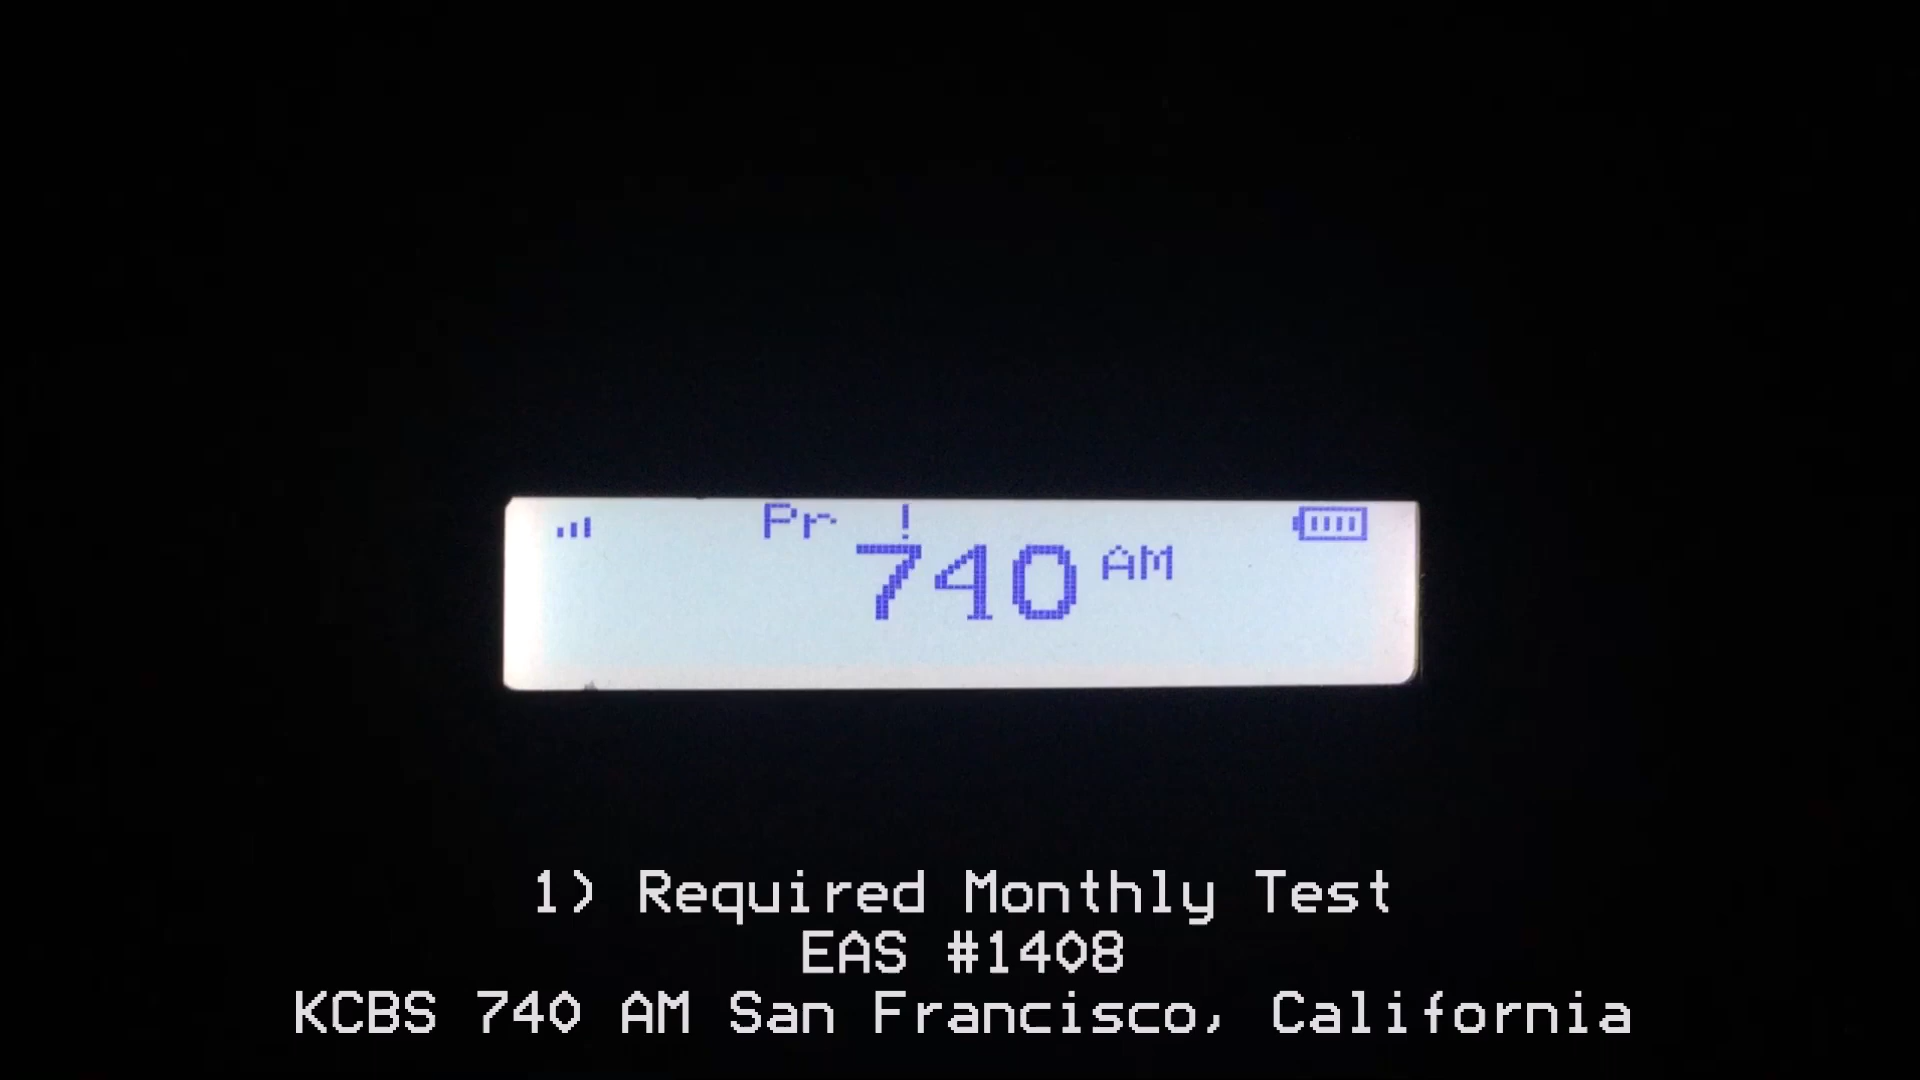 Pr !
740 AM
1) Required Monthly Test
EAS #1408
KCBS 740 AM San Francisco, California